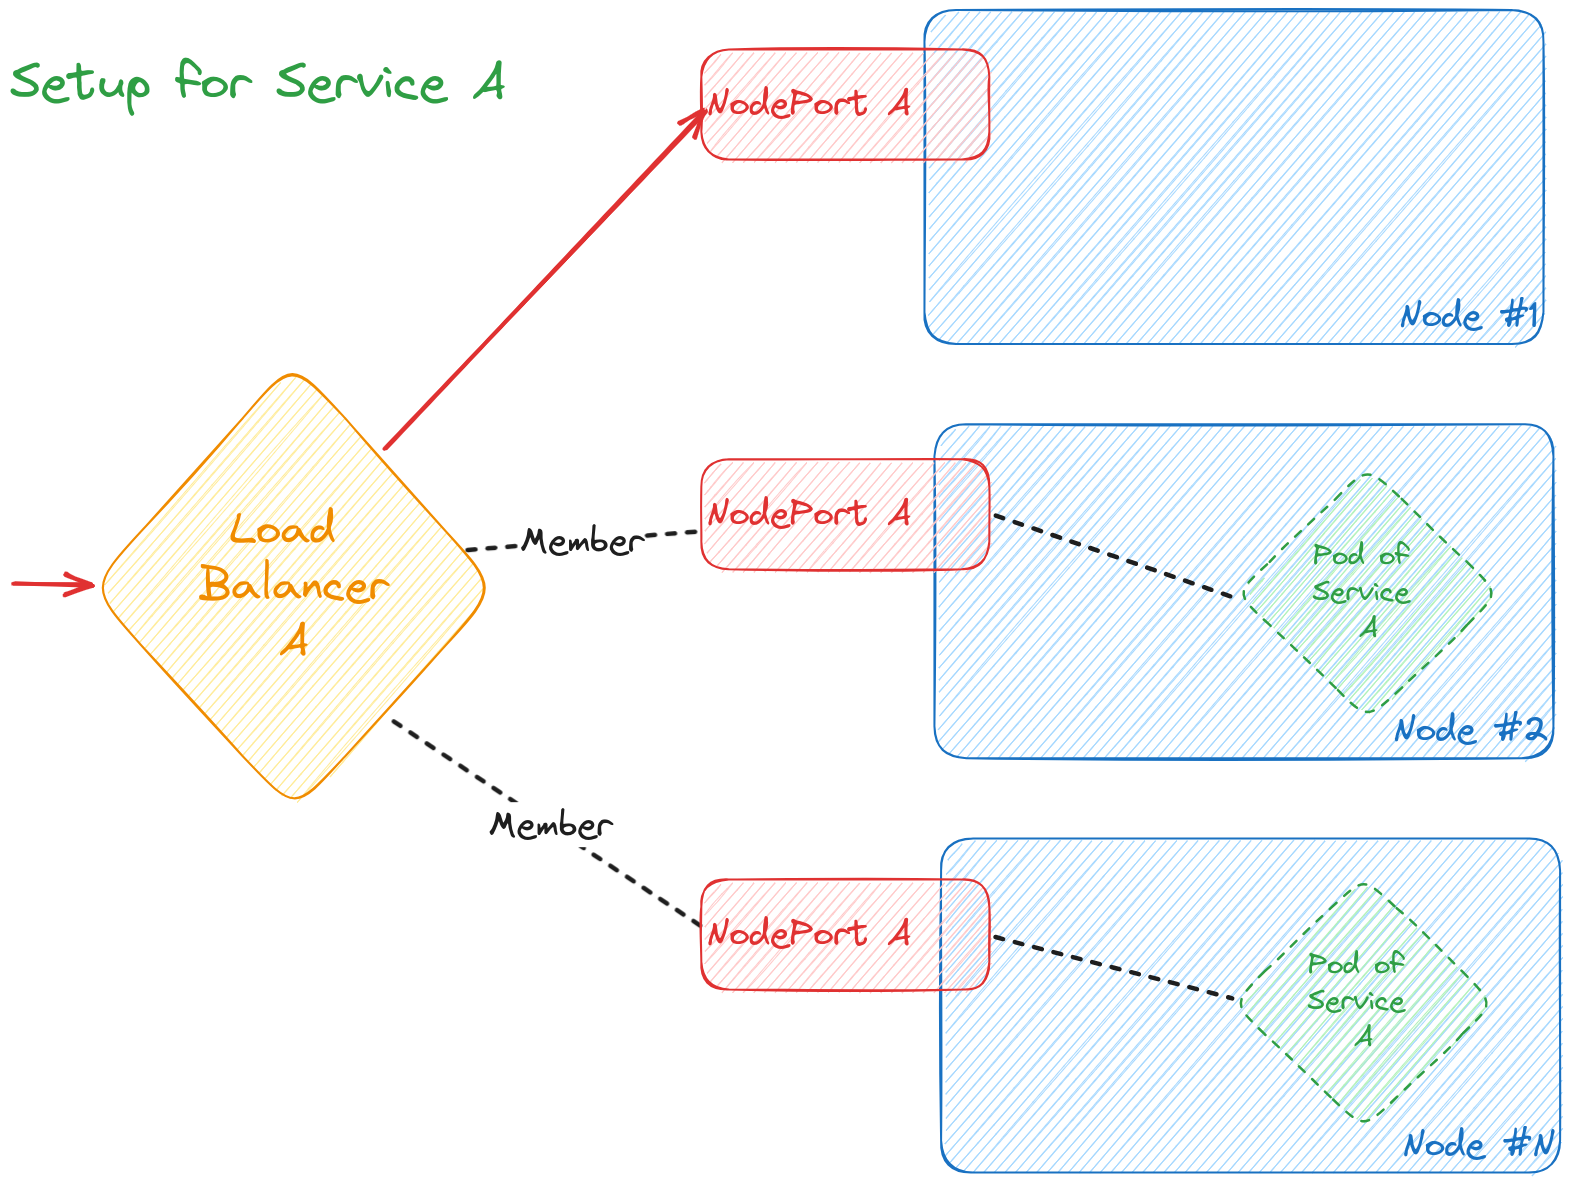 Setup for Service A
NodePort A
Node #1
Load
Balancer
A
Member
NodePort A
Pod of
Service
A
Node #2
Member
NodePort A
Pod of
Service
A
Node #N